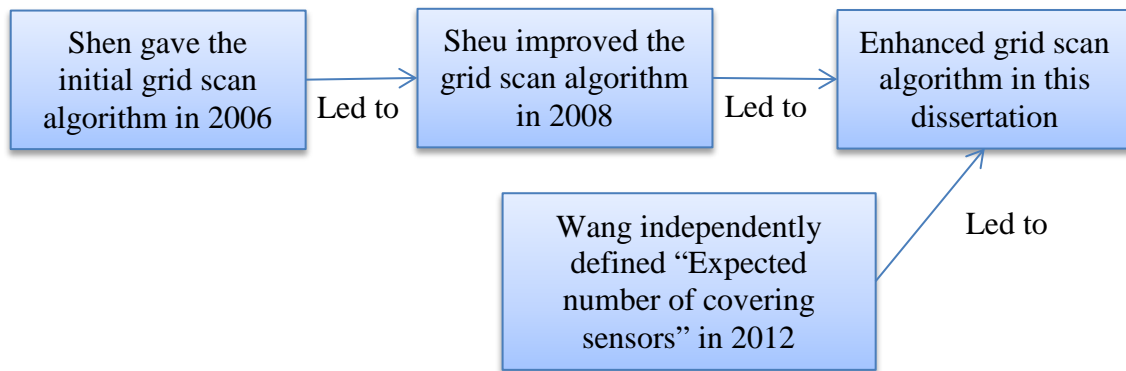 Shen gave the
initial grid scan
algorithm in 2006
Led to
Sheu improved the
grid scan algorithm
in 2008
Led to
Enhanced grid scan
algorithm in this
dissertation
Wang independently
defined “Expected
number of covering
sensors” in 2012
Led to